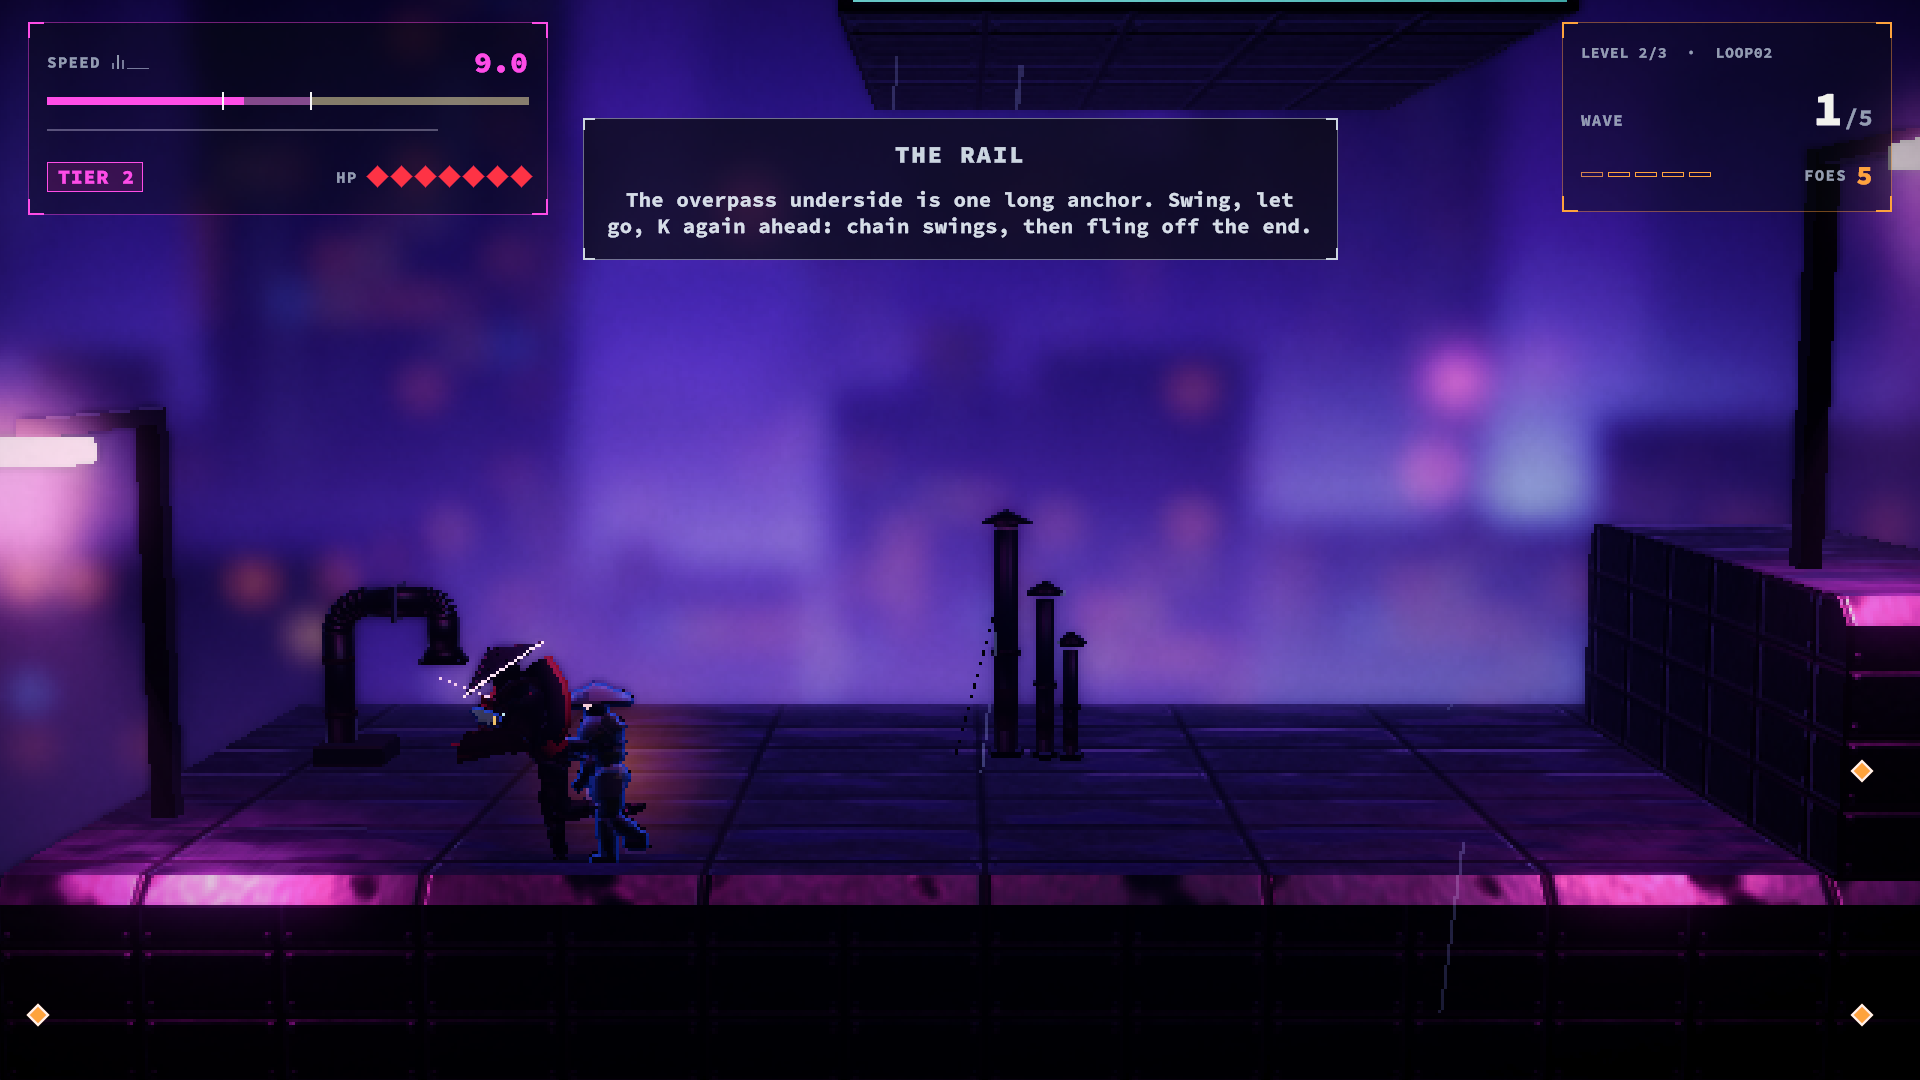 SPEED 9.0
TIER 2 HP
THE RAIL
The overpass underside is one long anchor. Swing, let
go, K again ahead: chain swings, then fling off the end.
LEVEL 2/3 • LOOP02
WAVE 1/5
FOES 5